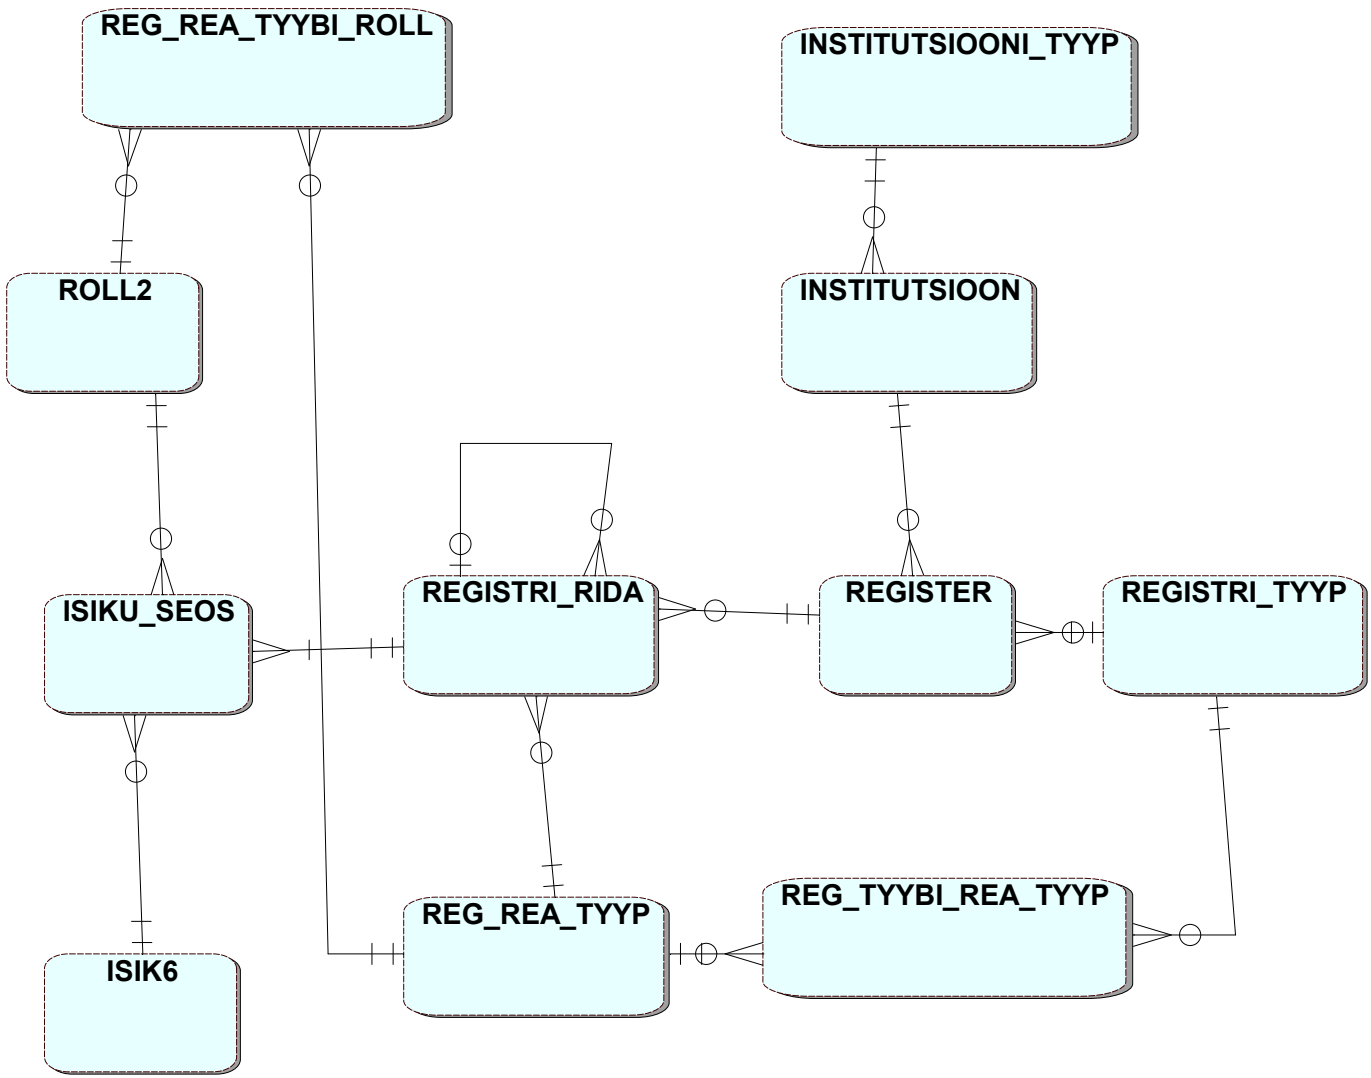 REG_REA_TYYBI_ROLL
INSTITUTSIOONI_TYYP
ROLL2
INSTITUTSIOON
ISIKU_SEOS
REGISTRI_RIDA
REGISTER
REGISTRI_TYYP
REG_REA_TYYP
REG_TYYBI_REA_TYYP
ISIK6